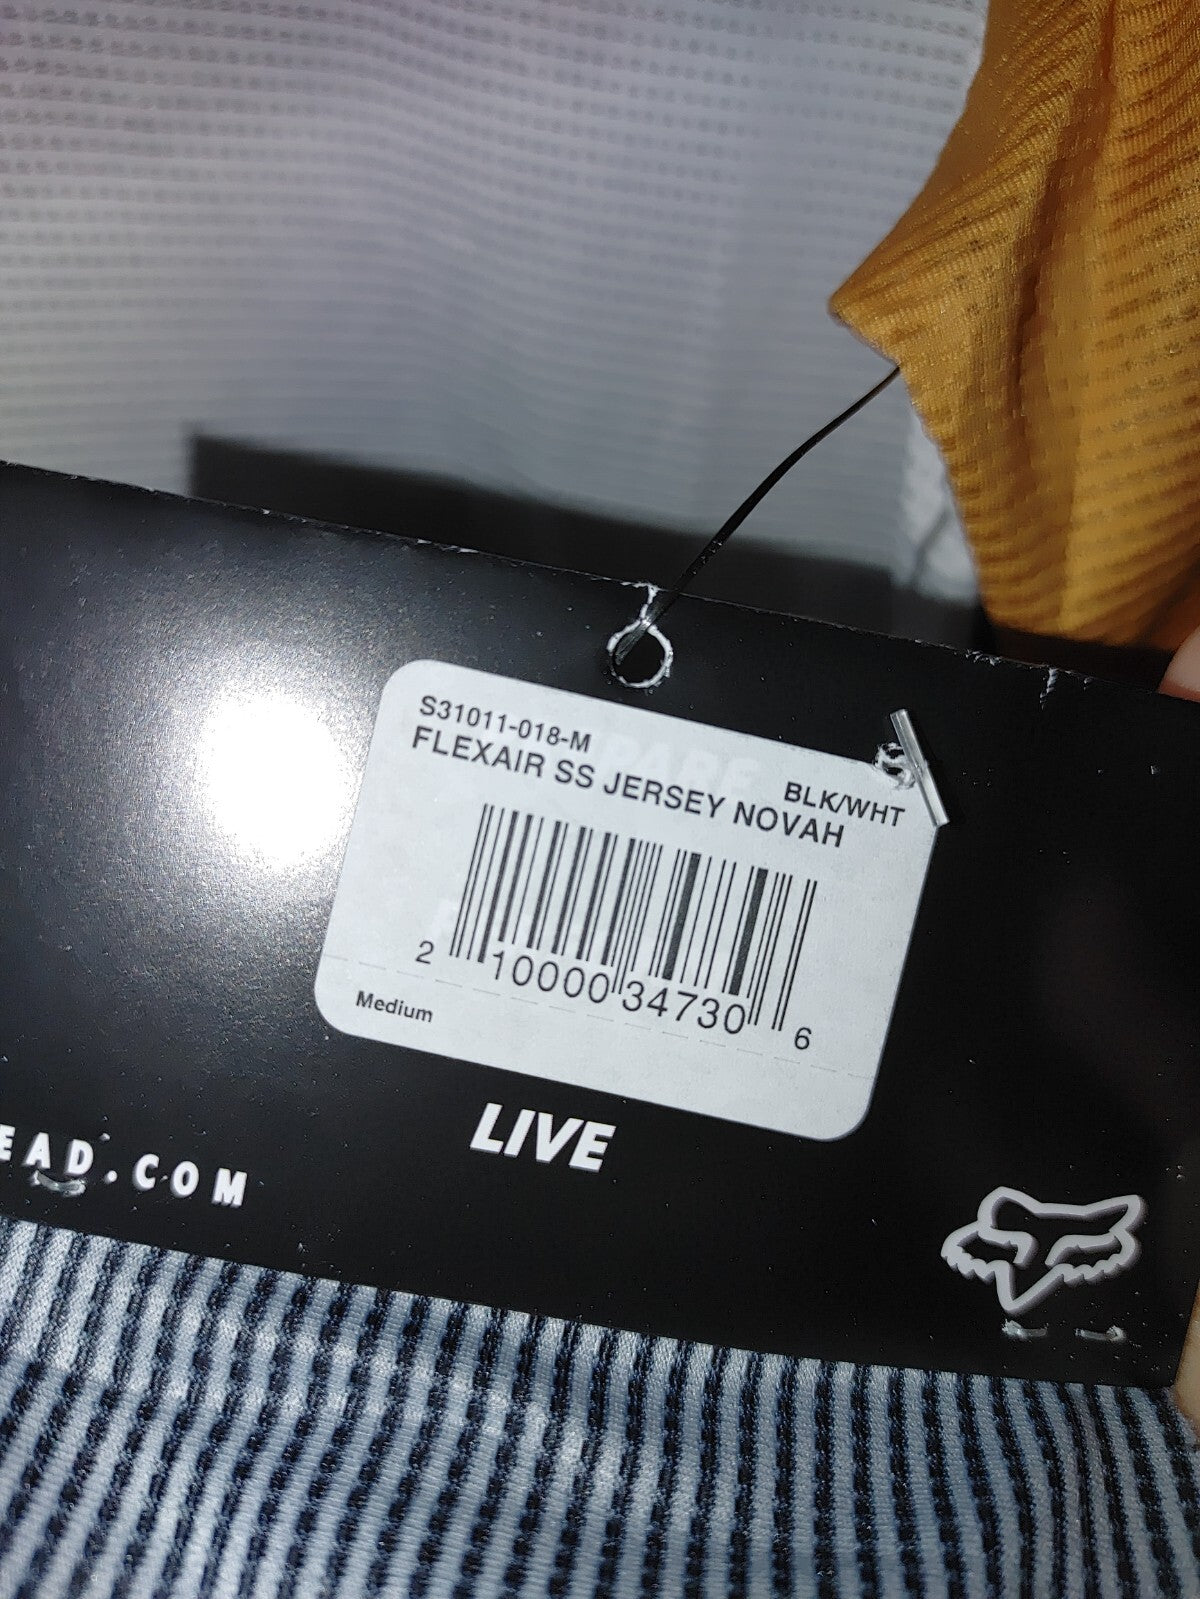 S31011-018-M
BLK/WHT
FLEXAIR SS JERSEY NOVAH
2 10000 34730 6
Medium
LIVE
EAD.COM